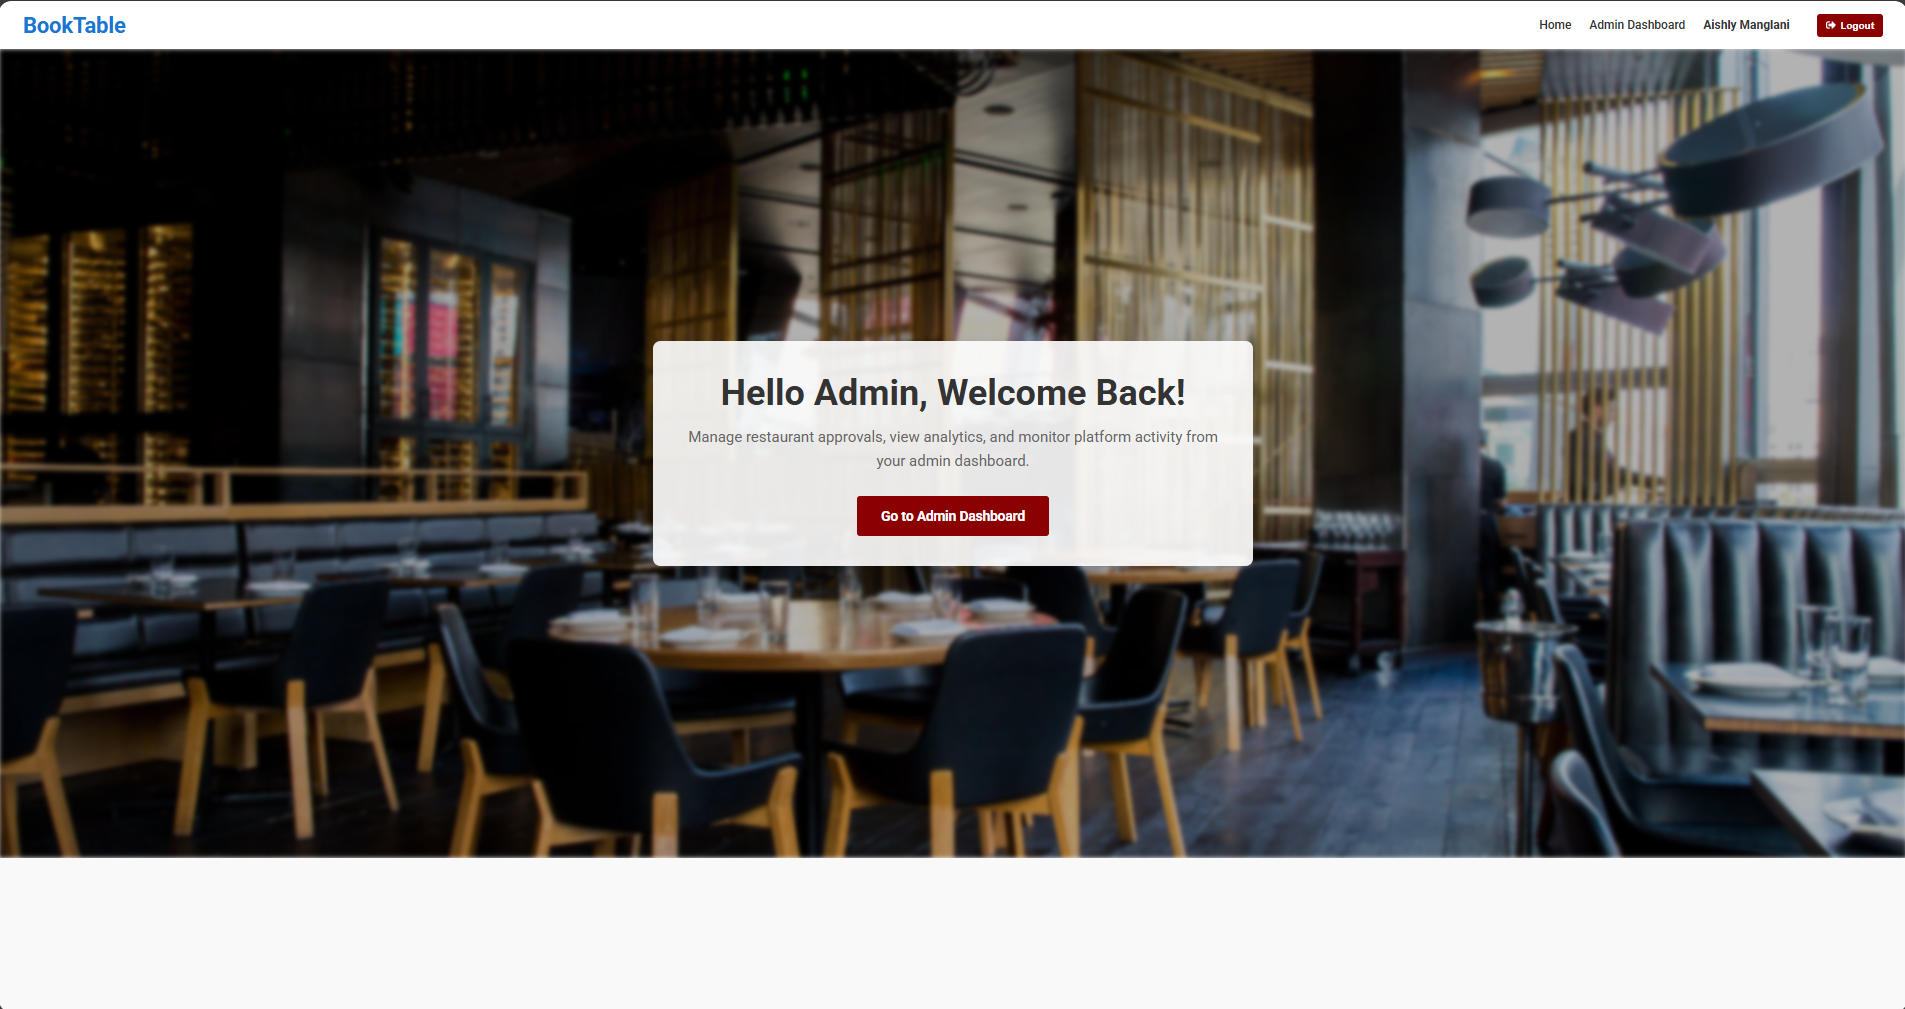 BookTable
Home
Admin Dashboard
Aishly Manglani
Logout
Hello Admin, Welcome Back!
Manage restaurant approvals, view analytics, and monitor platform activity from
your admin dashboard.
Go to Admin Dashboard